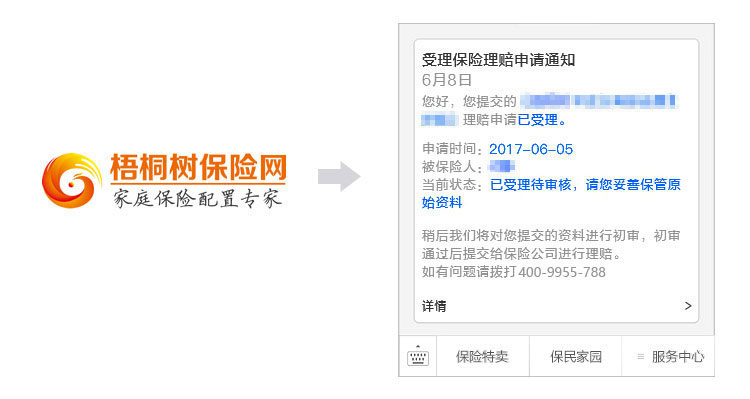 梧桐树保险网
家庭保险配置专家
受理保险理赔申请通知
6月8日
您好，您提交的
理赔申请已受理。
申请时间：2017-06-05
被保险人：
当前状态：已受理待审核，请您妥善保管原
始资料
稍后我们将对您提交的资料进行初审，初审
通过后提交给保险公司进行理赔。
如有问题请拨打400-9955-788
详情
保险特卖
保民家园
服务中心